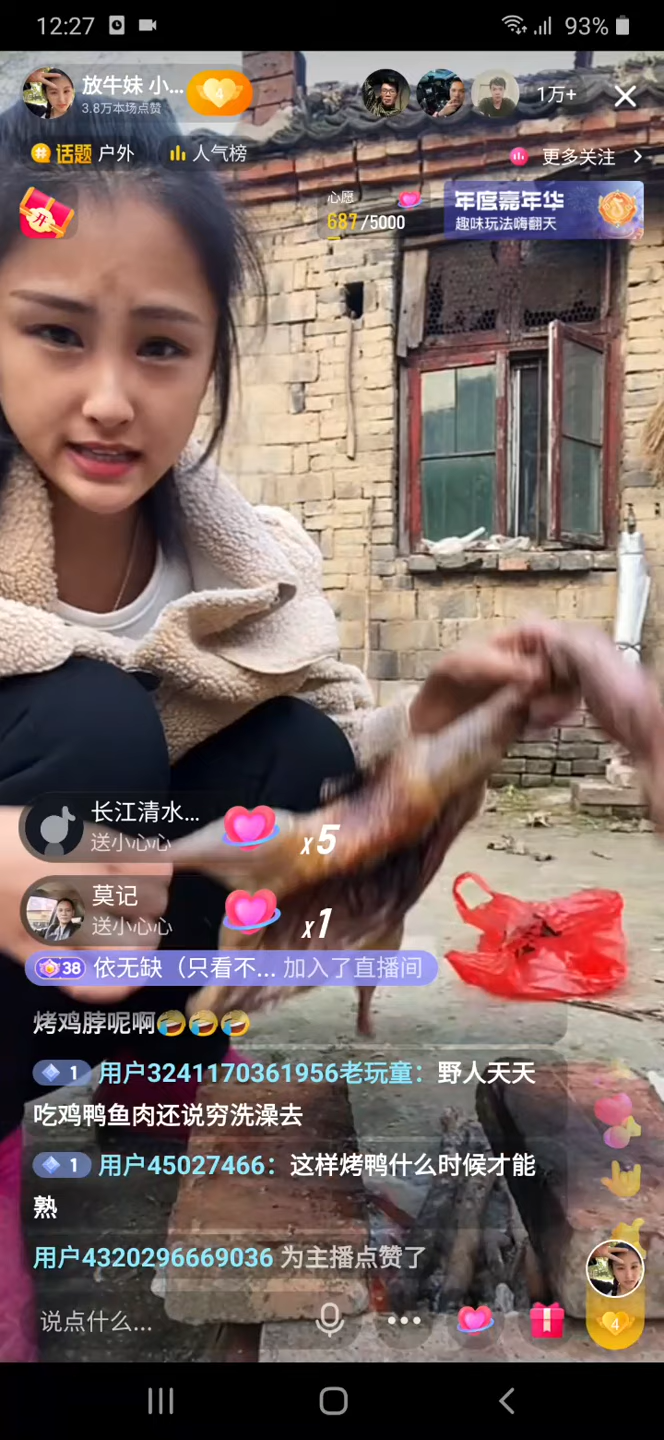 12:27
93%
放牛妹 小...
3.8万本场点赞
4
1万+
话题 户外
人气榜
更多关注
开
心愿
687/5000
年度嘉年华
趣味玩法嗨翻天
长江清水...
送小心心
x5
莫记
送小心心
x1
38 依无缺（只看不... 加入了直播间
烤鸡脖呢啊🤣🤣🤣
1 用户3241170361956老玩童：野人天天
吃鸡鸭鱼肉还说穷洗澡去
1 用户45027466：这样烤鸭什么时候才能
熟
用户4320296669036 为主播点赞了
说点什么...
4